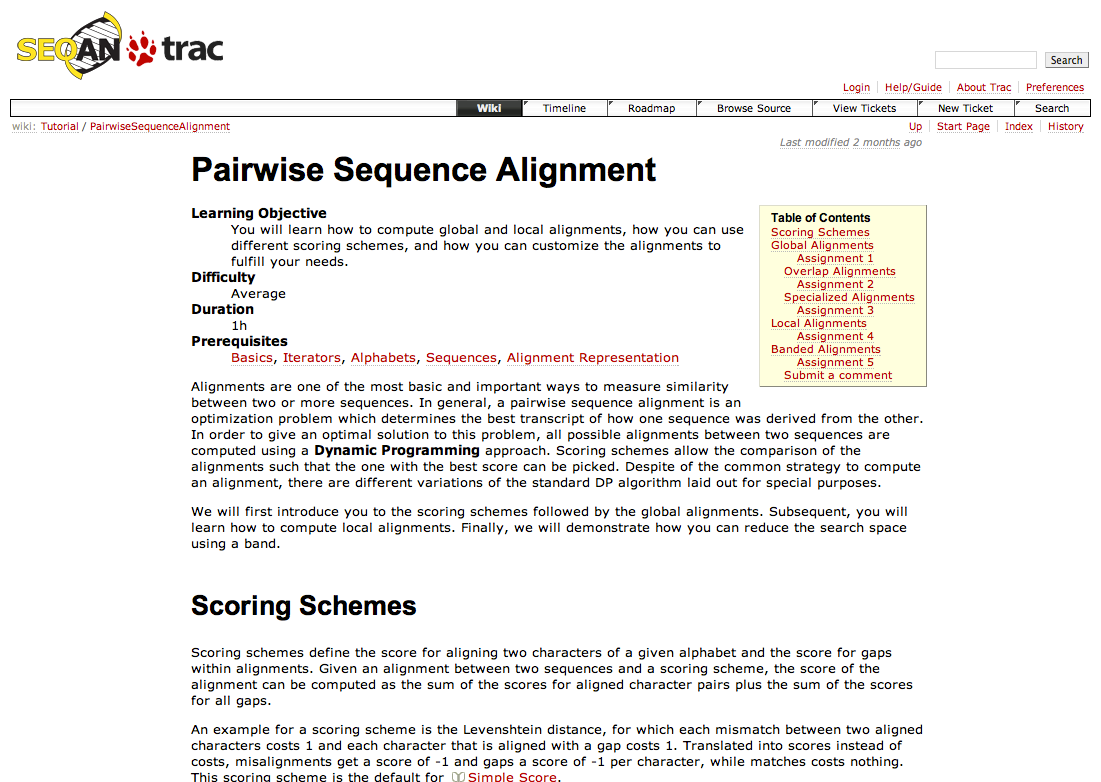 SEQAN trac
Search
Login Help/Guide About Trac Preferences
Wiki Timeline Roadmap Browse Source View Tickets New Ticket Search
wiki: Tutorial / PairwiseSequenceAlignment
Up Start Page Index History
Last modified 2 months ago
Pairwise Sequence Alignment
Learning Objective
You will learn how to compute global and local alignments, how you can use
different scoring schemes, and how you can customize the alignments to
fulfill your needs.
Difficulty
Average
Duration
1h
Prerequisites
Basics, Iterators, Alphabets, Sequences, Alignment Representation
Table of Contents
Scoring Schemes
Global Alignments
Assignment 1
Overlap Alignments
Assignment 2
Specialized Alignments
Assignment 3
Local Alignments
Assignment 4
Banded Alignments
Assignment 5
Submit a comment
Alignments are one of the most basic and important ways to measure similarity
between two or more sequences. In general, a pairwise sequence alignment is an
optimization problem which determines the best transcript of how one sequence was derived from the other.
In order to give an optimal solution to this problem, all possible alignments between two sequences are
computed using a Dynamic Programming approach. Scoring schemes allow the comparison of the
alignments such that the one with the best score can be picked. Despite of the common strategy to compute
an alignment, there are different variations of the standard DP algorithm laid out for special purposes.
We will first introduce you to the scoring schemes followed by the global alignments. Subsequent, you will
learn how to compute local alignments. Finally, we will demonstrate how you can reduce the search space
using a band.
Scoring Schemes
Scoring schemes define the score for aligning two characters of a given alphabet and the score for gaps
within alignments. Given an alignment between two sequences and a scoring scheme, the score of the
alignment can be computed as the sum of the scores for aligned character pairs plus the sum of the scores
for all gaps.
An example for a scoring scheme is the Levenshtein distance, for which each mismatch between two aligned
characters costs 1 and each character that is aligned with a gap costs 1. Translated into scores instead of
costs, misalignments get a score of -1 and gaps a score of -1 per character, while matches costs nothing.
This scoring scheme is the default for Simple Score.